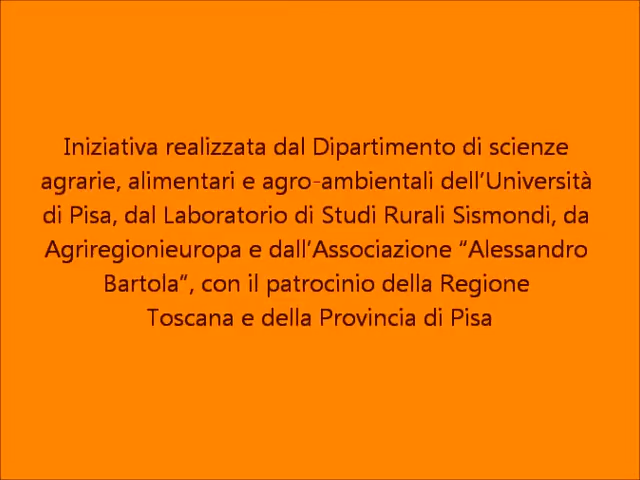 Iniziativa realizzata dal Dipartimento di scienze
agrarie, alimentari e agro-ambientali dell’Università
di Pisa, dal Laboratorio di Studi Rurali Sismondi, da
Agriregionieuropa e dall’Associazione “Alessandro
Bartola”, con il patrocinio della Regione
Toscana e della Provincia di Pisa